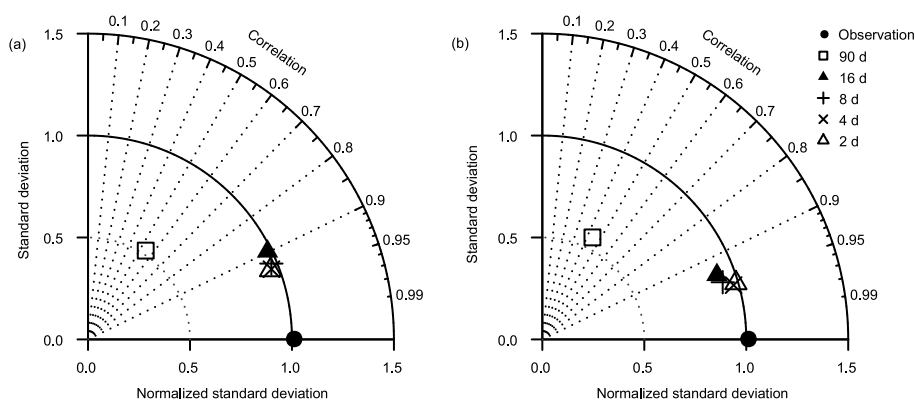 (a)
1.5
1.0
0.5
0.0
Standard deviation
0.0
0.5
1.0
1.5
Normalized standard deviation
0.1
0.2
0.3
0.4
0.5
0.6
0.7
0.8
0.9
0.95
0.99
Correlation
(b)
1.5
1.0
0.5
0.0
Standard deviation
0.0
0.5
1.0
1.5
Normalized standard deviation
0.1
0.2
0.3
0.4
0.5
0.6
0.7
0.8
0.9
0.95
0.99
Correlation
Observation
90 d
16 d
8 d
4 d
2 d